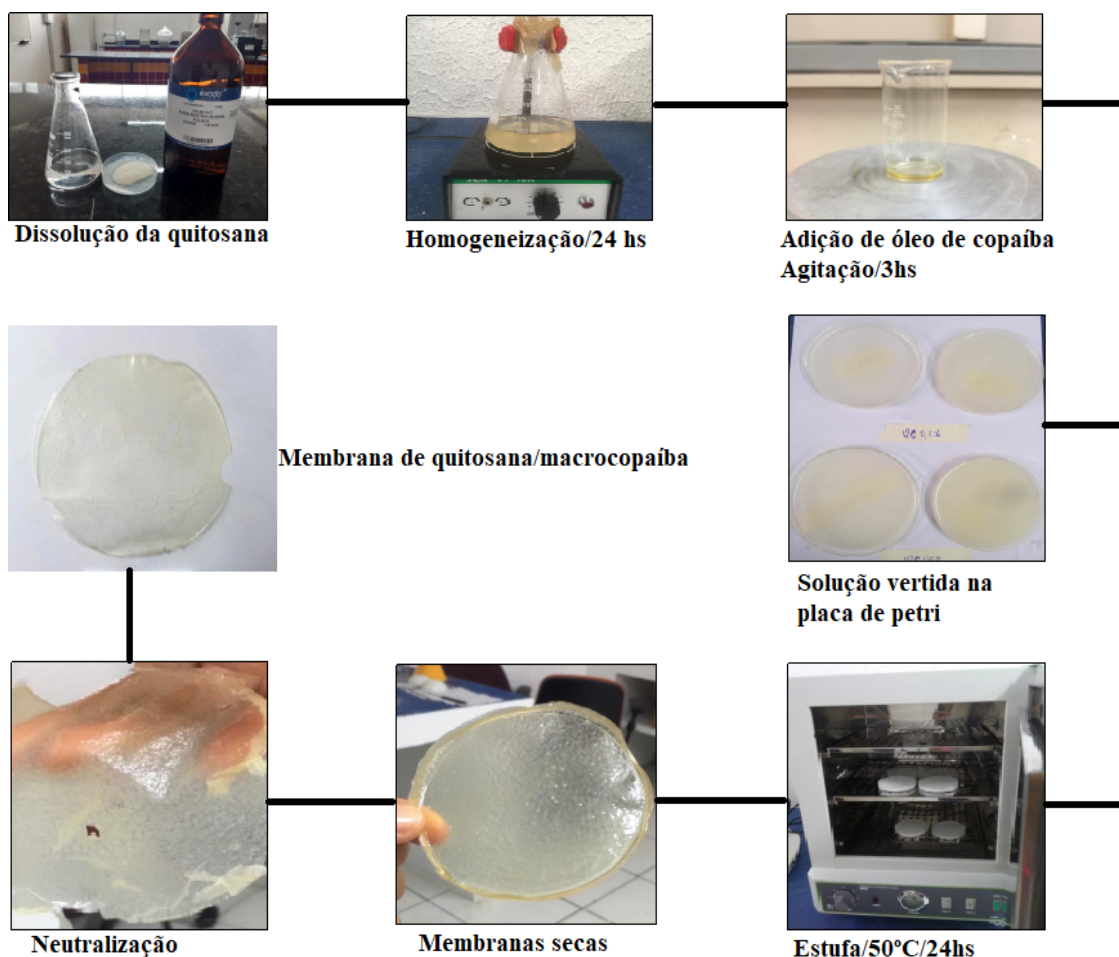 Dissolução da quitosana
Homogeneização/24 hs
Adição de óleo de copaíba
Agitação/3hs
Membrana de quitosana/macrocopaíba
Solução vertida na
placa de petri
Neutralização
Membranas secas
Estufa/50ºC/24hs